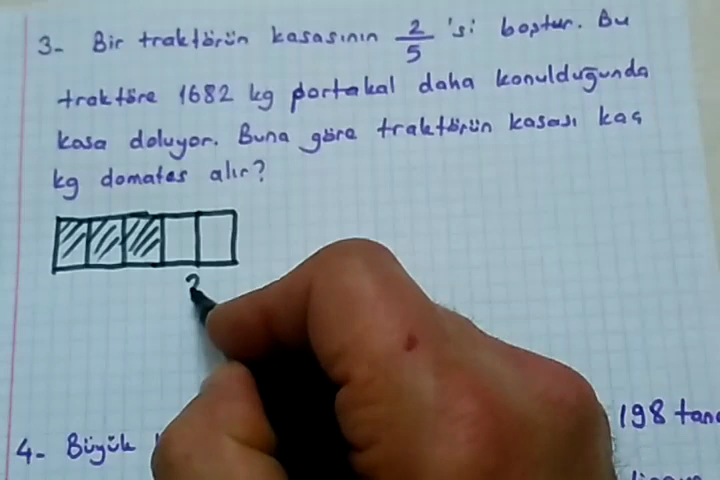 3- Bir traktörün kasasının 2/5 'si boştur. Bu
traktöre 1682 kg portakal daha konulduğunda
kasa doluyor. Buna göre traktörün kasası kaç
kg domates alır?
4- Büyük 198 tane